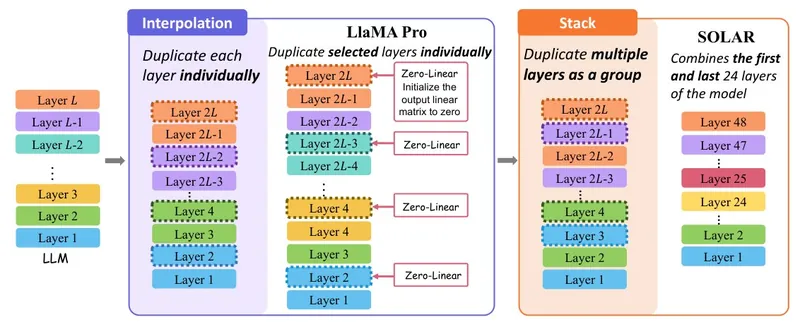 Layer L
Layer L-1
Layer L-2
⋮
Layer 3
Layer 2
Layer 1
LLM
Interpolation
Duplicate each
layer individually
Layer 2L
Layer 2L-1
Layer 2L-2
Layer 2L-3
⋮
Layer 4
Layer 3
Layer 2
Layer 1
LlaMA Pro
Duplicate selected layers individually
Layer 2L
Layer 2L-1
Layer 2L-2
Layer 2L-3
Layer 2L-4
⋮
Layer 4
Layer 4
Layer 3
Layer 2
Layer 1
Zero-Linear
Initialize the
output linear
matrix to zero
Zero-Linear
Zero-Linear
Zero-Linear
Stack
Duplicate multiple
layers as a group
Layer 2L
Layer 2L-1
Layer 2L-2
Layer 2L-3
⋮
Layer 4
Layer 3
Layer 2
Layer 1
SOLAR
Combines the first
and last 24 layers
of the model
Layer 48
Layer 47
⋮
Layer 25
Layer 24
⋮
Layer 2
Layer 1